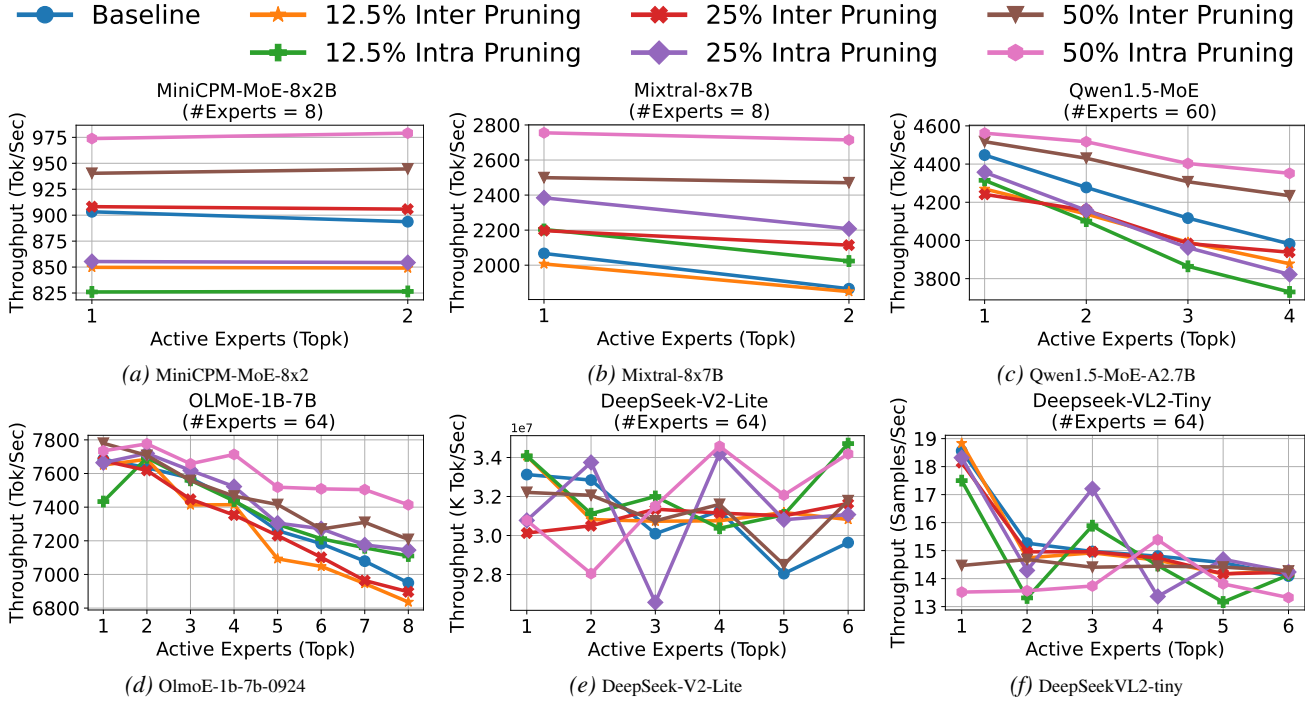 Baseline 12.5% Inter Pruning 25% Inter Pruning 50% Inter Pruning
12.5% Intra Pruning 25% Intra Pruning 50% Intra Pruning
MiniCPM-MoE-8x2B
(#Experts = 8)
Throughput (Tok/Sec)
975
950
925
900
875
850
825
1 2
Active Experts (Topk)
(a) MiniCPM-MoE-8x2
Mixtral-8x7B
(#Experts = 8)
Throughput (Tok/Sec)
2800
2600
2400
2200
2000
1 2
Active Experts (Topk)
(b) Mixtral-8x7B
Qwen1.5-MoE
(#Experts = 60)
Throughput (Tok/Sec)
4600
4400
4200
4000
3800
1 2 3 4
Active Experts (Topk)
(c) Qwen1.5-MoE-A2.7B
OLMoE-1B-7B
(#Experts = 64)
Throughput (Tok/Sec)
7800
7600
7400
7200
7000
6800
1 2 3 4 5 6 7 8
Active Experts (Topk)
(d) OlmoE-1b-7b-0924
DeepSeek-V2-Lite
(#Experts = 64)
1e7
Throughput (K Tok/Sec)
3.4
3.2
3.0
2.8
1 2 3 4 5 6
Active Experts (Topk)
(e) DeepSeek-V2-Lite
Deepseek-VL2-Tiny
(#Experts = 64)
Throughput (Samples/Sec)
19
18
17
16
15
14
13
1 2 3 4 5 6
Active Experts (Topk)
(f) DeepSeekVL2-tiny